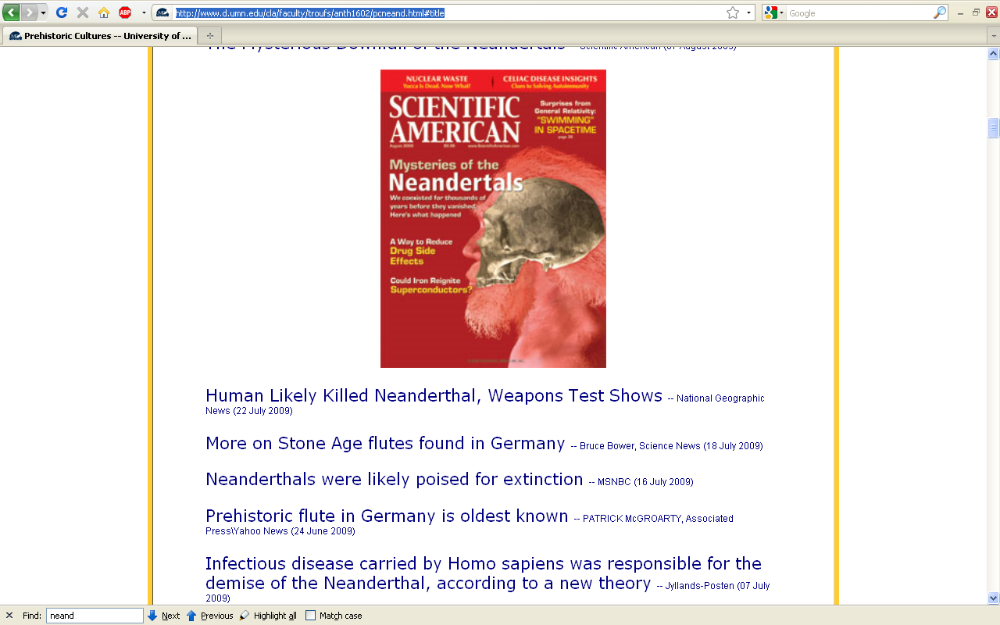 http://www.d.umn.edu/cla/faculty/troufs/anth1602/pcneand.html#title
Google
Prehistoric Cultures -- University of ...
The Mysterious Downfall of the Neandertals -- Scientific American (07 August 2009)
NUCLEAR WASTE
Yucca Is Dead. Now What?
CELIAC DISEASE INSIGHTS
Clues to Solving Autoimmunity
SCIENTIFIC
AMERICAN
Surprises from
General Relativity:
"SWIMMING"
IN SPACETIME
page 38
August 2009 $5.99 www.ScientificAmerican.com
Mysteries of the
Neandertals
We coexisted for thousands of
years before they vanished.
Here's what happened
A Way to Reduce
Drug Side
Effects
Could Iron Reignite
Superconductors?
Human Likely Killed Neanderthal, Weapons Test Shows -- National Geographic
News (22 July 2009)
More on Stone Age flutes found in Germany -- Bruce Bower, Science News (18 July 2009)
Neanderthals were likely poised for extinction -- MSNBC (16 July 2009)
Prehistoric flute in Germany is oldest known -- PATRICK McGROARTY, Associated
Press\Yahoo News (24 June 2009)
Infectious disease carried by Homo sapiens was responsible for the
demise of the Neanderthal, according to a new theory -- Jyllands-Posten (07 July
2009)
Find: neand Next Previous Highlight all Match case